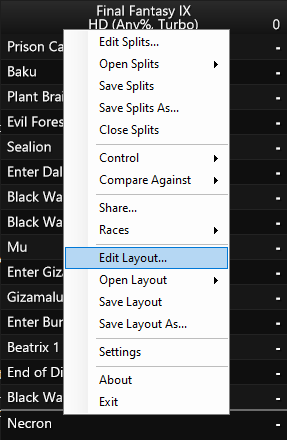 Final Fantasy IX
HD (Any%, Turbo) 0
Prison Ca -
Baku -
Plant Brai -
Evil Fores -
Sealion -
Enter Dal -
Black Wa -
Black Wa -
Mu -
Enter Giz -
Gizamalu -
Enter Bur -
Beatrix 1 -
End of Di -
Black Wa -
Necron -
Edit Splits...
Open Splits
Save Splits
Save Splits As...
Close Splits
Control
Compare Against
Share...
Races
Edit Layout...
Open Layout
Save Layout
Save Layout As...
Settings
About
Exit